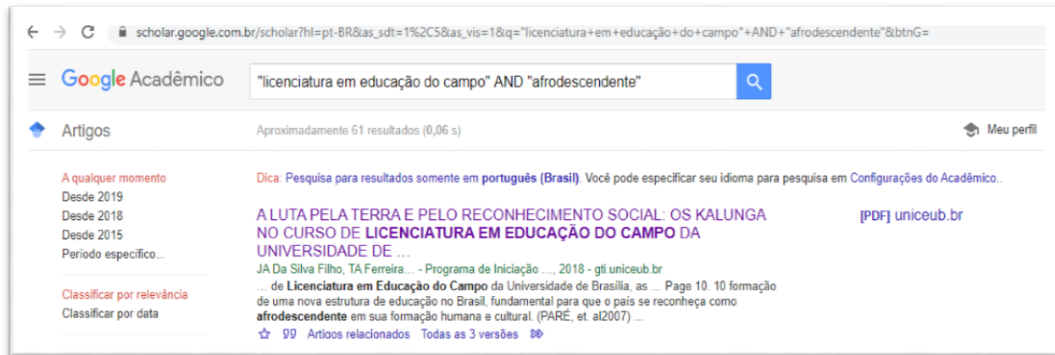 scholar.google.com.br/scholar?hl=pt-BR&as_sdt=1%2C5&as_vis=1&q="licenciatura+em+educação+do+campo"+AND+"afrodescendente"&btnG=
Google Acadêmico
"licenciatura em educação do campo" AND "afrodescendente"
Artigos
Aproximadamente 61 resultados (0,06 s)
Meu perfil
A qualquer momento
Desde 2019
Desde 2018
Desde 2015
Período específico...
Classificar por relevância
Classificar por data
Dica: Pesquisa para resultados somente em português (Brasil). Você pode especificar seu idioma para pesquisa em Configurações do Acadêmico..
A LUTA PELA TERRA E PELO RECONHECIMENTO SOCIAL: OS KALUNGA
NO CURSO DE LICENCIATURA EM EDUCAÇÃO DO CAMPO DA
UNIVERSIDADE DE ...
JA Da Silva Filho, TA Ferreira... - Programa de Iniciação ..., 2018 - gti.uniceub.br
... de Licenciatura em Educação do Campo da Universidade de Brasília, as ... Page 10. 10 formação
de uma nova estrutura de educação no Brasil, fundamental para que o país se reconheça como
afrodescendente em sua formação humana e cultural. (PARÉ, et. al2007) ...
Artigos relacionados Todas as 3 versões
[PDF] uniceub.br